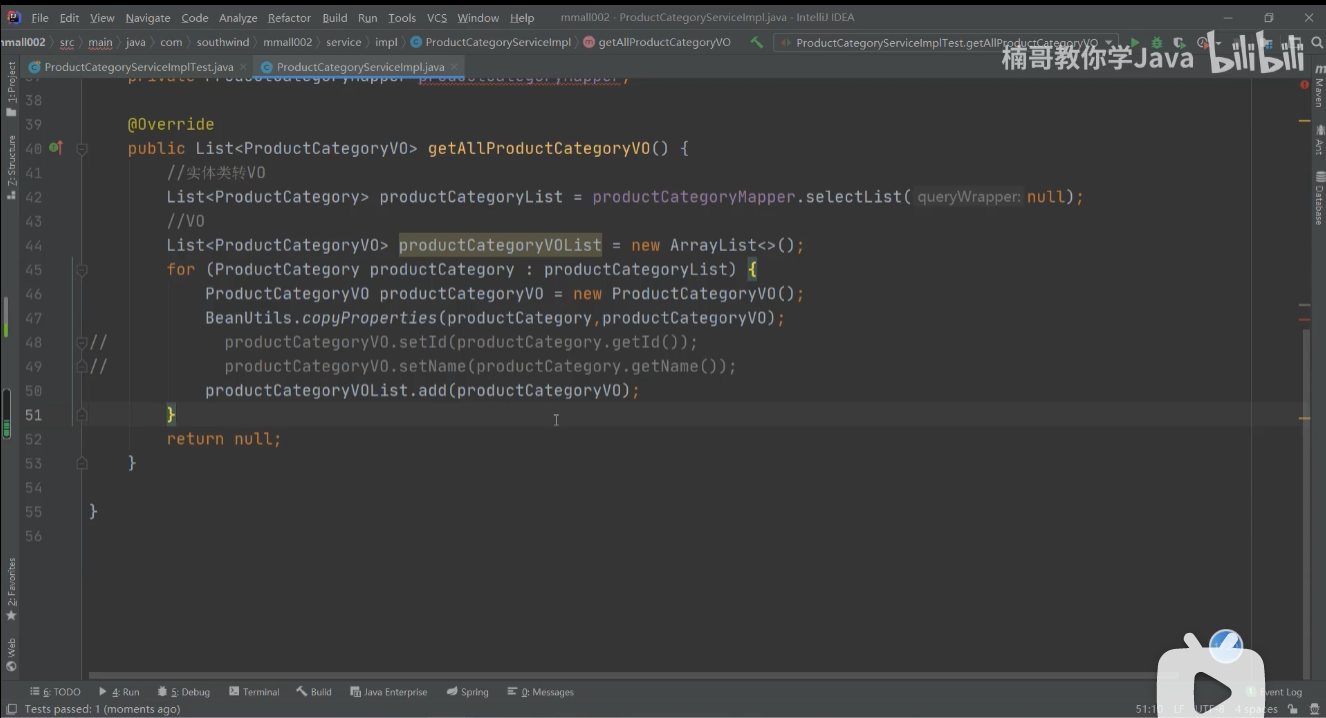 File Edit View Navigate Code Analyze Refactor Build Run Tools VCS Window Help mmall002 - ProductCategoryServiceImpl.java - IntelliJ IDEA
mmall002 src main java com southwind mmall002 service impl ProductCategoryServiceImpl getAllProductCategoryVO ProductCategoryServiceImplTest.getAllProductCategoryVO
楠哥教你学Java bilibili
ProductCategoryServiceImplTest.java ProductCategoryServiceImpl.java
1: Project
Z: Structure
2: Favorites
Web
Maven
Ant
Database
37 private ProductCategoryMapper productCategoryMapper;
38
39 @Override
40 public List<ProductCategoryVO> getAllProductCategoryVO() {
41 //实体类转VO
42 List<ProductCategory> productCategoryList = productCategoryMapper.selectList( queryWrapper: null);
43 //VO
44 List<ProductCategoryVO> productCategoryVOList = new ArrayList<>();
45 for (ProductCategory productCategory : productCategoryList) {
46 ProductCategoryVO productCategoryVO = new ProductCategoryVO();
47 BeanUtils.copyProperties(productCategory,productCategoryVO);
48 // productCategoryVO.setId(productCategory.getId());
49 // productCategoryVO.setName(productCategory.getName());
50 productCategoryVOList.add(productCategoryVO);
51 }
52 return null;
53 }
54
55 }
56
6: TODO 4: Run 5: Debug Terminal Build Java Enterprise Spring 0: Messages Event Log
Tests passed: 1 (moments ago) LF UTF-8 4 spaces